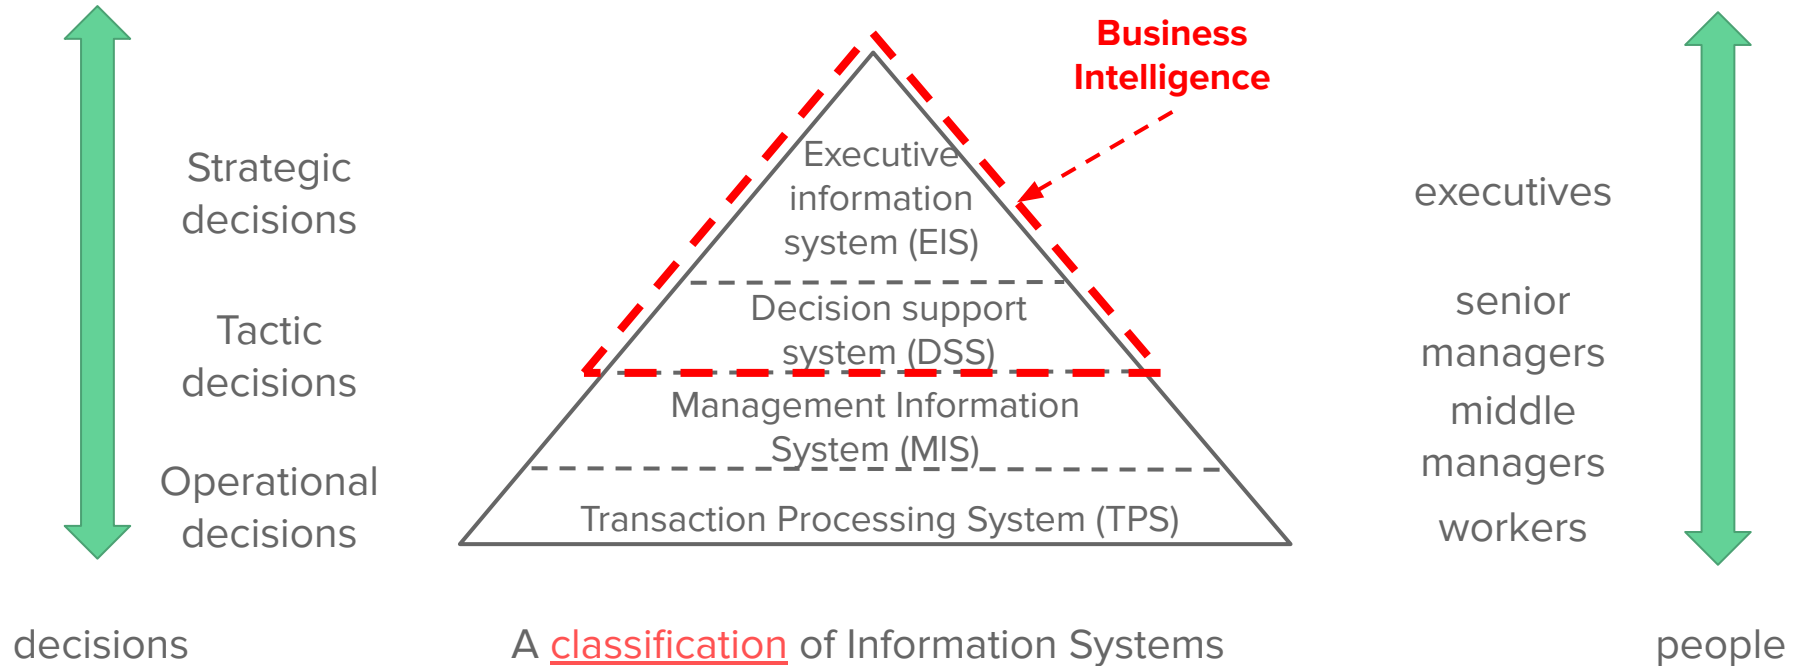 Business
Intelligence
Strategic
decisions
Tactic
decisions
Operational
decisions
Executive
information
system (EIS)
Decision support
system (DSS)
Management Information
System (MIS)
Transaction Processing System (TPS)
executives
senior
managers
middle
managers
workers
decisions
A classification of Information Systems
people